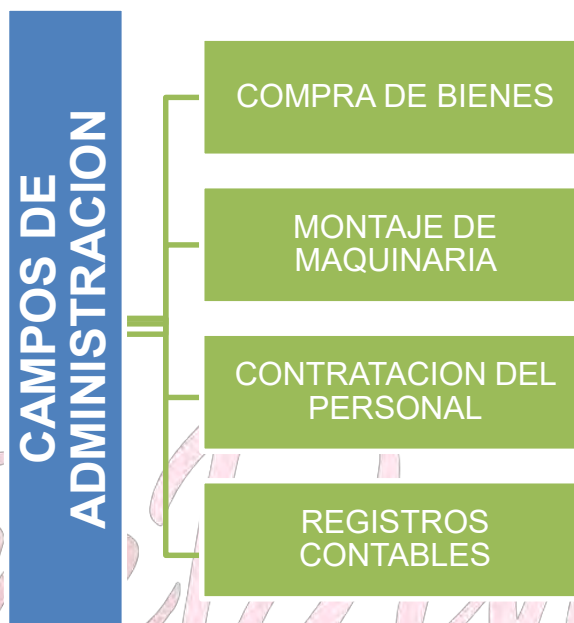 CAMPOS DE
ADMINISTRACION
COMPRA DE BIENES
MONTAJE DE
MAQUINARIA
CONTRATACION DEL
PERSONAL
REGISTROS
CONTABLES